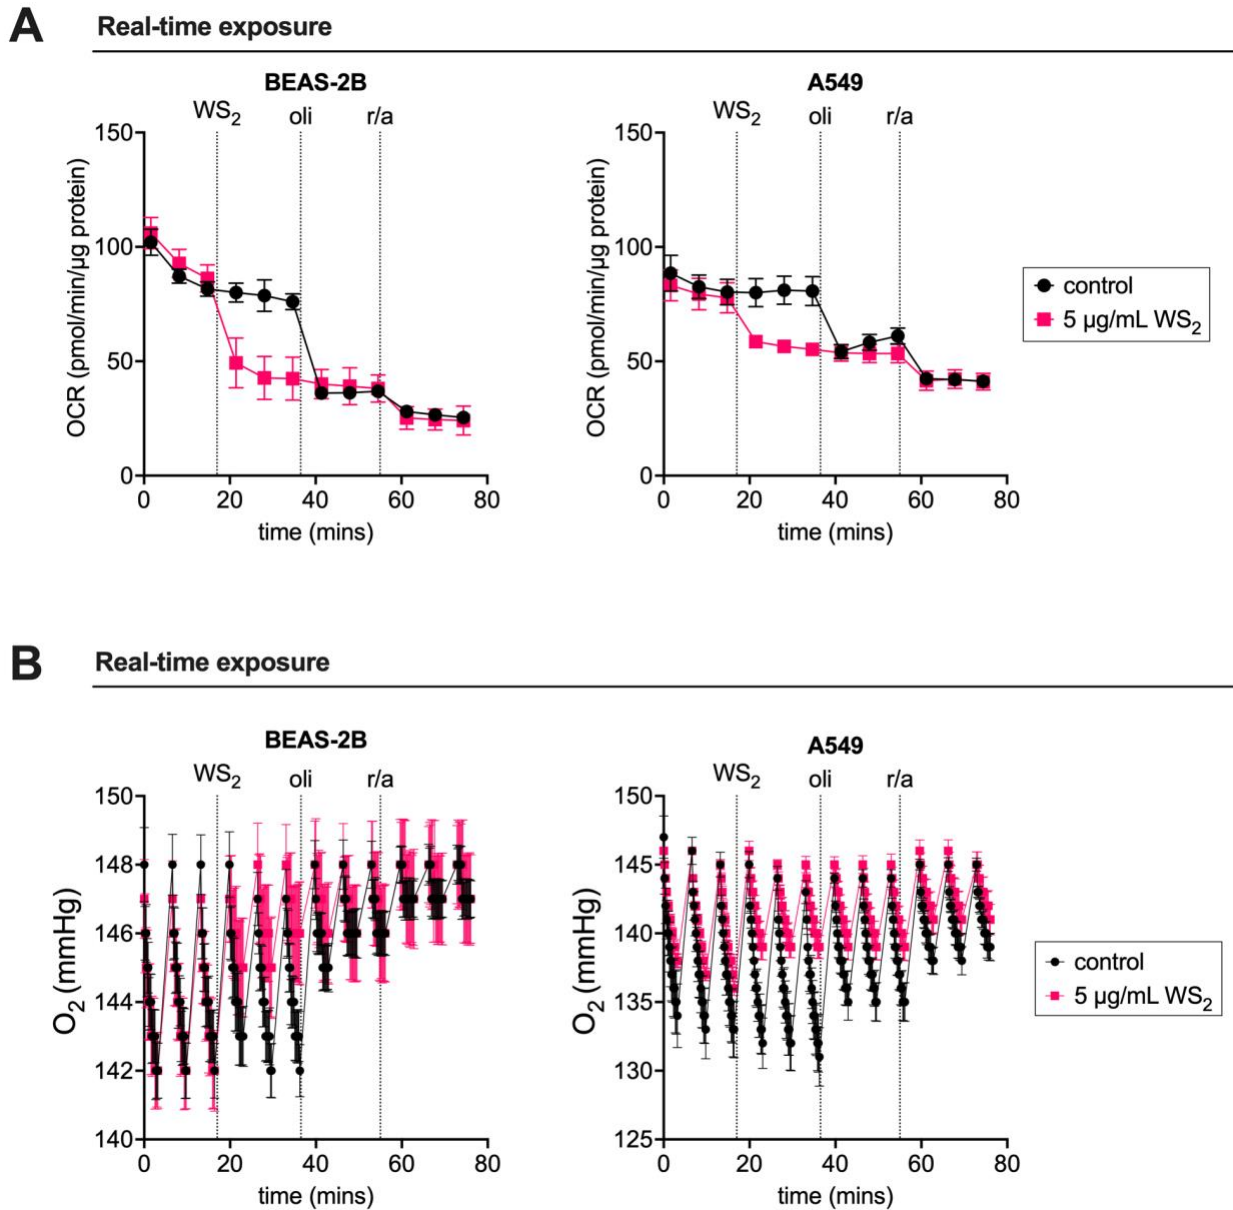 A
Real-time exposure
BEAS-2B
WS₂ oli r/a
150
100
50
0
OCR (pmol/min/μg protein)
0 20 40 60 80
time (mins)
A549
WS₂ oli r/a
150
100
50
0
OCR (pmol/min/μg protein)
0 20 40 60 80
time (mins)
control
5 μg/mL WS₂
B
Real-time exposure
BEAS-2B
WS₂ oli r/a
150
148
146
144
142
140
O₂ (mmHg)
0 20 40 60 80
time (mins)
A549
WS₂ oli r/a
150
145
140
135
130
125
O₂ (mmHg)
0 20 40 60 80
time (mins)
control
5 μg/mL WS₂